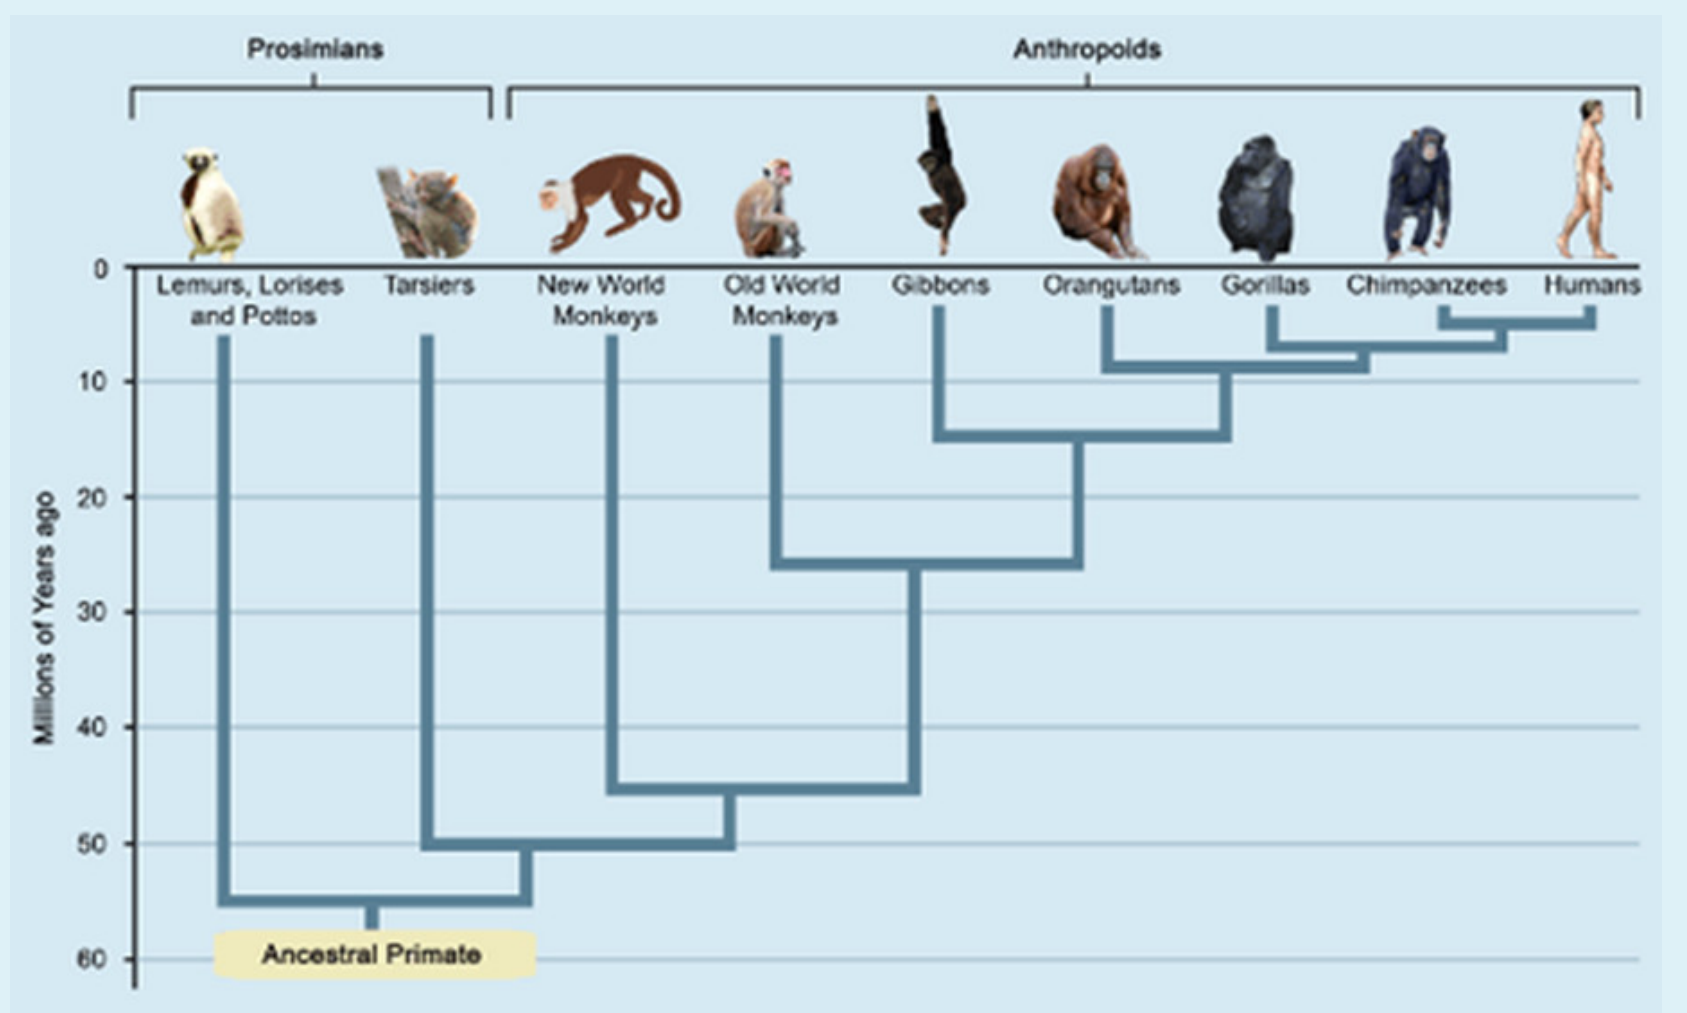 Prosimians
Anthropoids
0
Lemurs, Lorises
and Pottos
Tarsiers
New World
Monkeys
Old World
Monkeys
Gibbons
Orangutans
Gorillas
Chimpanzees
Humans
10
20
30
40
50
60
Millions of Years ago
Ancestral Primate